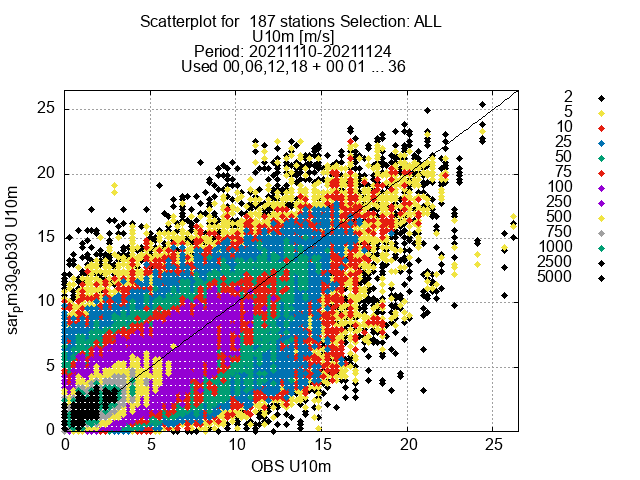 Scatterplot for 187 stations Selection: ALL
U10m [m/s]
Period: 20211110-20211124
Used 00,06,12,18 + 00 01 ... 36
25
20
15
10
5
0
sarpm30sob30 U10m
0 5 10 15 20 25
OBS U10m
2
5
10
25
50
75
100
250
500
750
1000
2500
5000